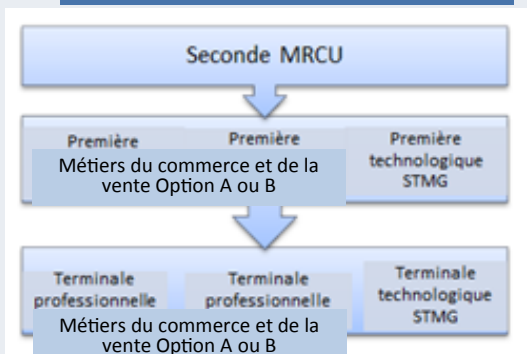 Seconde MRCU
Première Première Première
technologique
STMG
Métiers du commerce et de la
vente Option A ou B
Terminale Terminale Terminale
professionnelle professionnelle technologique
STMG
Métiers du commerce et de la
vente Option A ou B